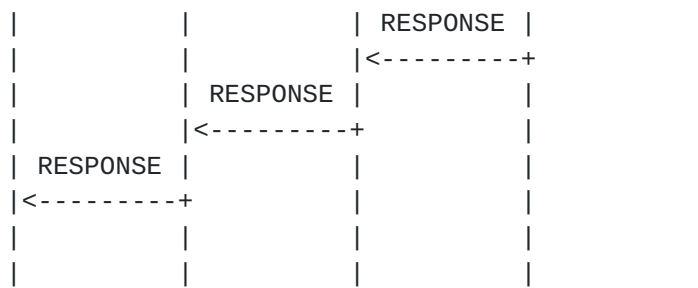 |          |          | RESPONSE |
|          |          |<---------+
|          | RESPONSE |          |
|          |<---------+          |
| RESPONSE |          |          |
|<---------+          |          |
|          |          |          |
|          |          |          |